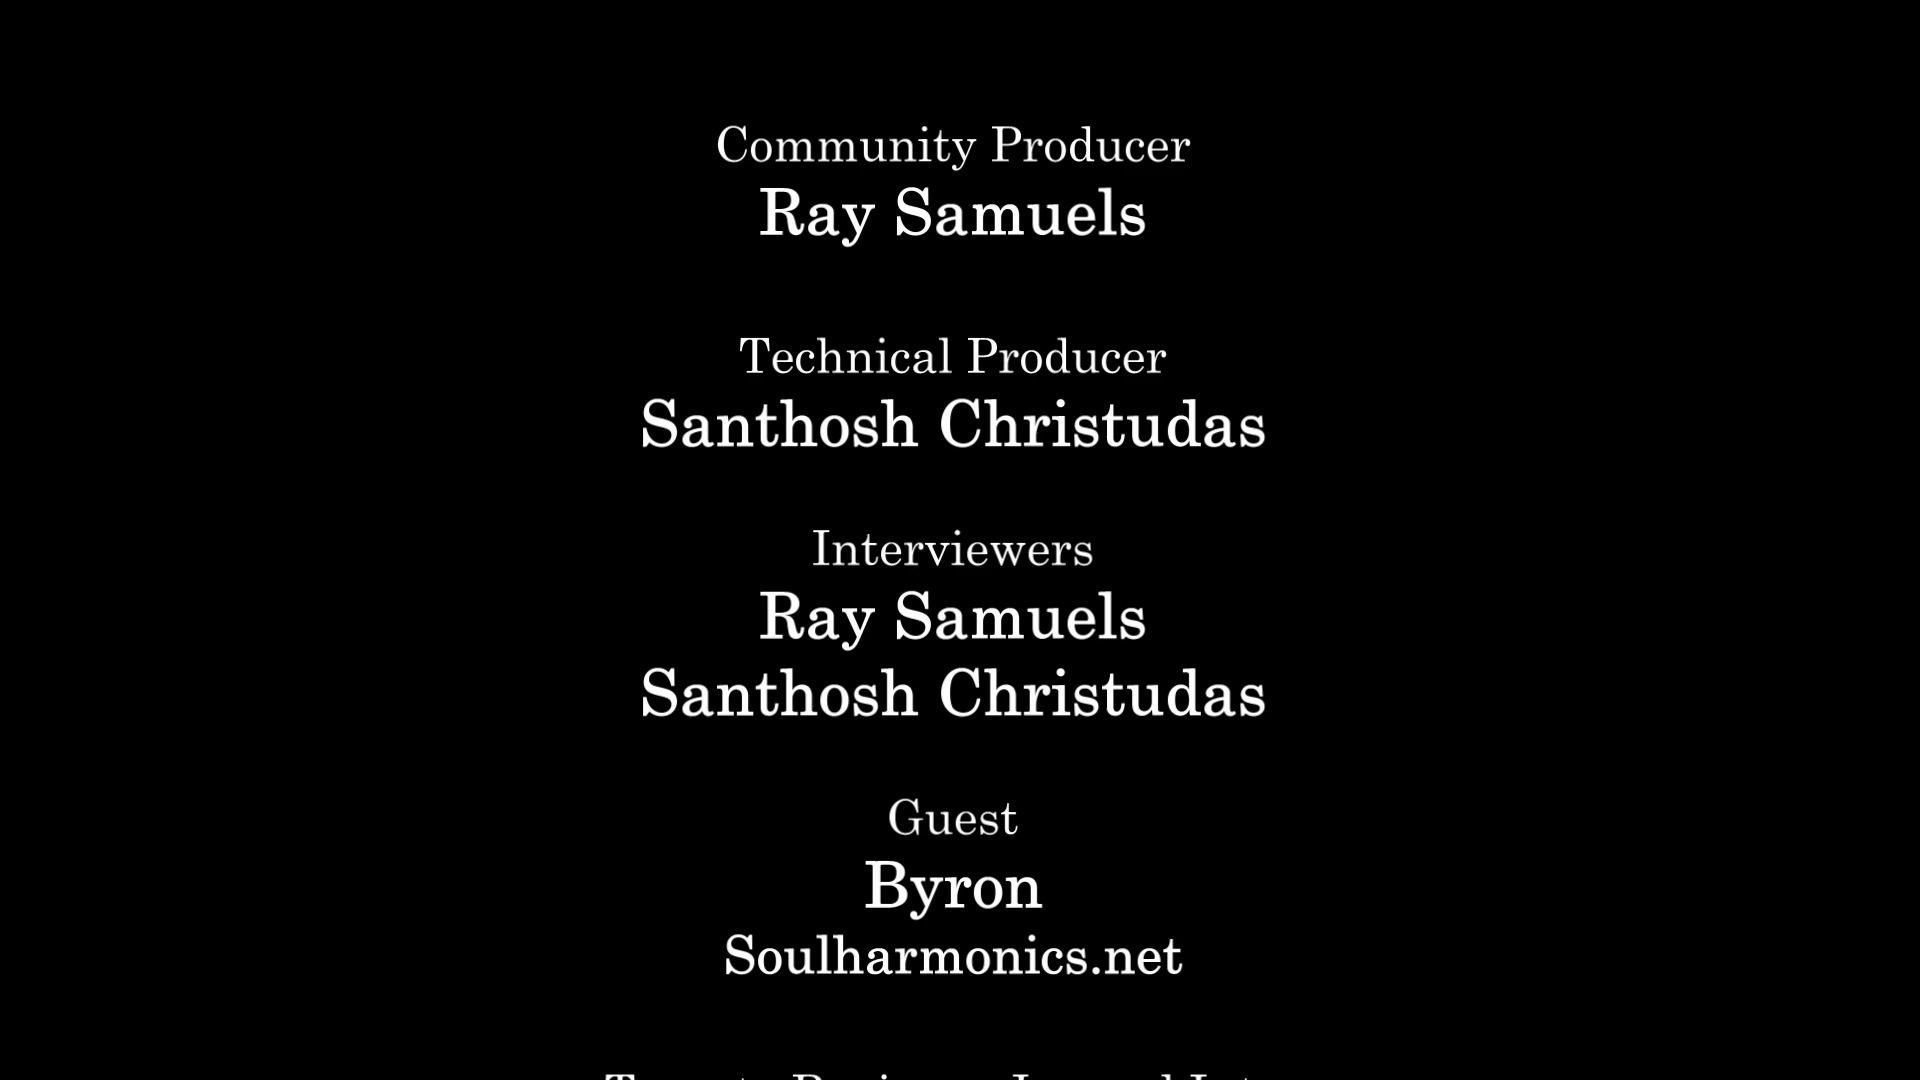 Community Producer
Ray Samuels
Technical Producer
Santhosh Christudas
Interviewers
Ray Samuels
Santhosh Christudas
Guest
Byron
Soulharmonics.net